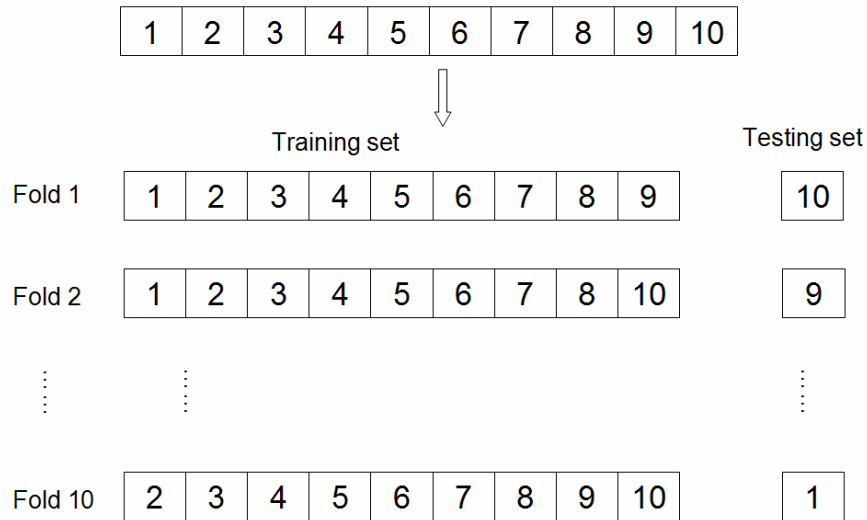 1 2 3 4 5 6 7 8 9 10
Training set Testing set
Fold 1 1 2 3 4 5 6 7 8 9 10
Fold 2 1 2 3 4 5 6 7 8 10 9
...... ...... ......
Fold 10 2 3 4 5 6 7 8 9 10 1